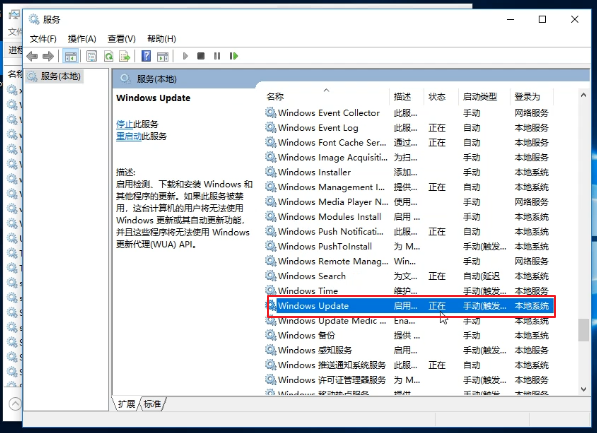 服务
文件(F) 操作(A) 查看(V) 帮助(H)
服务(本地)
服务(本地)
Windows Update
停止此服务
重启动此服务
描述:
启用检测、下载和安装 Windows 和
其他程序的更新。如果此服务被禁
用，这台计算机的用户将无法使用
Windows 更新或其自动更新功能，
并且这些程序将无法使用 Windows
更新代理(WUA) API。
名称 描述 状态 启动类型 登录为
Windows Event Collector 此服... 手动 网络服务
Windows Event Log 此服... 正在 自动 本地服务
Windows Font Cache Ser... 通过... 正在 自动 本地服务
Windows Image Acquisiti... 为扫... 手动 本地服务
Windows Installer 添加... 手动 本地系统
Windows Management I... 提供... 正在 自动 本地系统
Windows Media Player N... 使用... 手动 网络服务
Windows Modules Install 启用 ... 手动 本地系统
Windows Push Notificati... 此服... 正在 自动 本地系统
Windows PushToInstall 为 M... 手动(触发... 本地系统
Windows Remote Manag... Win... 手动 网络服务
Windows Search 为文... 正在 自动(延迟 本地系统
Windows Time 维护... 手动(触发... 本地服务
Windows Update 启用... 正在 手动(触发... 本地系统
Windows Update Medic ... Ena... 手动 本地系统
Windows 备份 提供 ... 手动 本地系统
Windows 感知服务 启用... 手动(触发... 本地服务
Windows 推送通知系统服务 此服... 正在 自动 本地系统
Windows 许可证管理器服务 为 M... 手动(触发... 本地服务
Windows 移动热点服务 提供 手动(触发 本地服务
扩展 标准